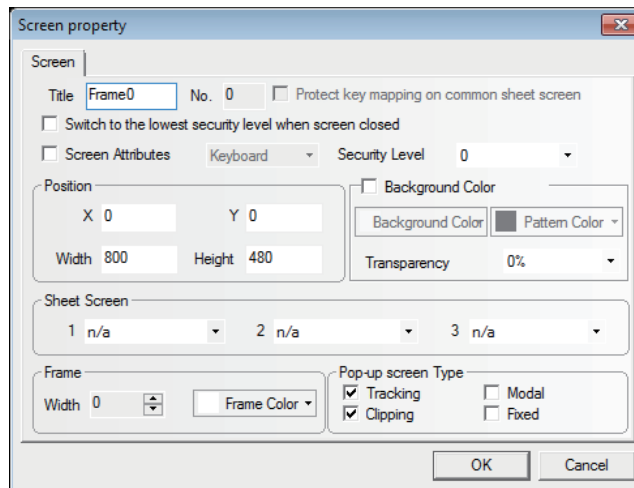 Screen property
Screen
Title Frame0 No. 0 Protect key mapping on common sheet screen
Switch to the lowest security level when screen closed
Screen Attributes Keyboard Security Level 0
Position Background Color
X 0 Y 0 Background Color Pattern Color
Width 800 Height 480 Transparency 0%
Sheet Screen
1 n/a 2 n/a 3 n/a
Frame Pop-up screen Type
Tracking Modal
Width 0 Frame Color Clipping Fixed
OK Cancel